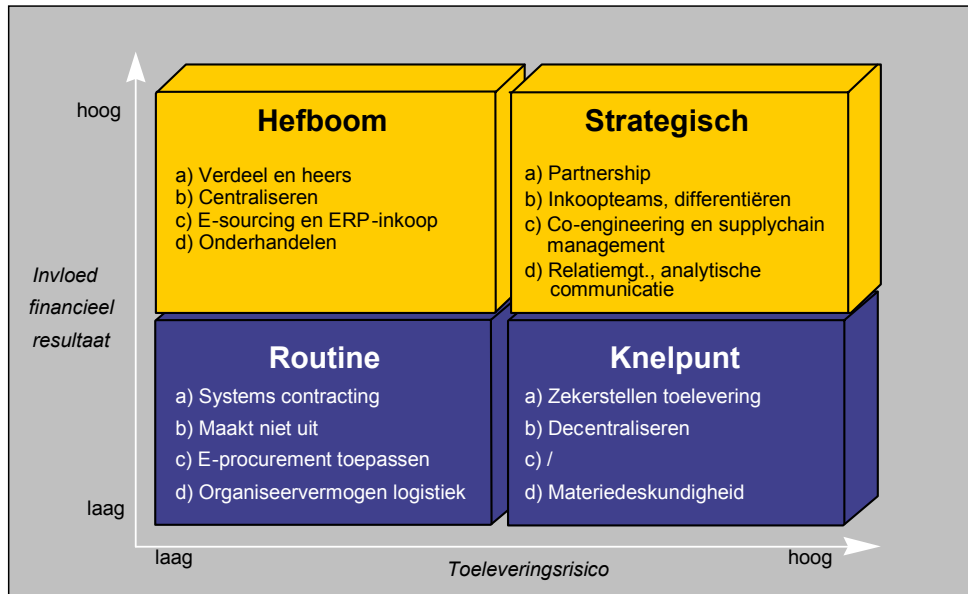 hoog
Invloed
financieel
resultaat
laag
Hefboom
a) Verdeel en heers
b) Centraliseren
c) E-sourcing en ERP-inkoop
d) Onderhandelen
Strategisch
a) Partnership
b) Inkoopteams, differentiëren
c) Co-engineering en supplychain
management
d) Relatiemgt., analytische
communicatie
Routine
a) Systems contracting
b) Maakt niet uit
c) E-procurement toepassen
d) Organiseervermogen logistiek
Knelpunt
a) Zekerstellen toelevering
b) Decentraliseren
c) /
d) Materiedeskundigheid
laag
Toeleveringsrisico
hoog